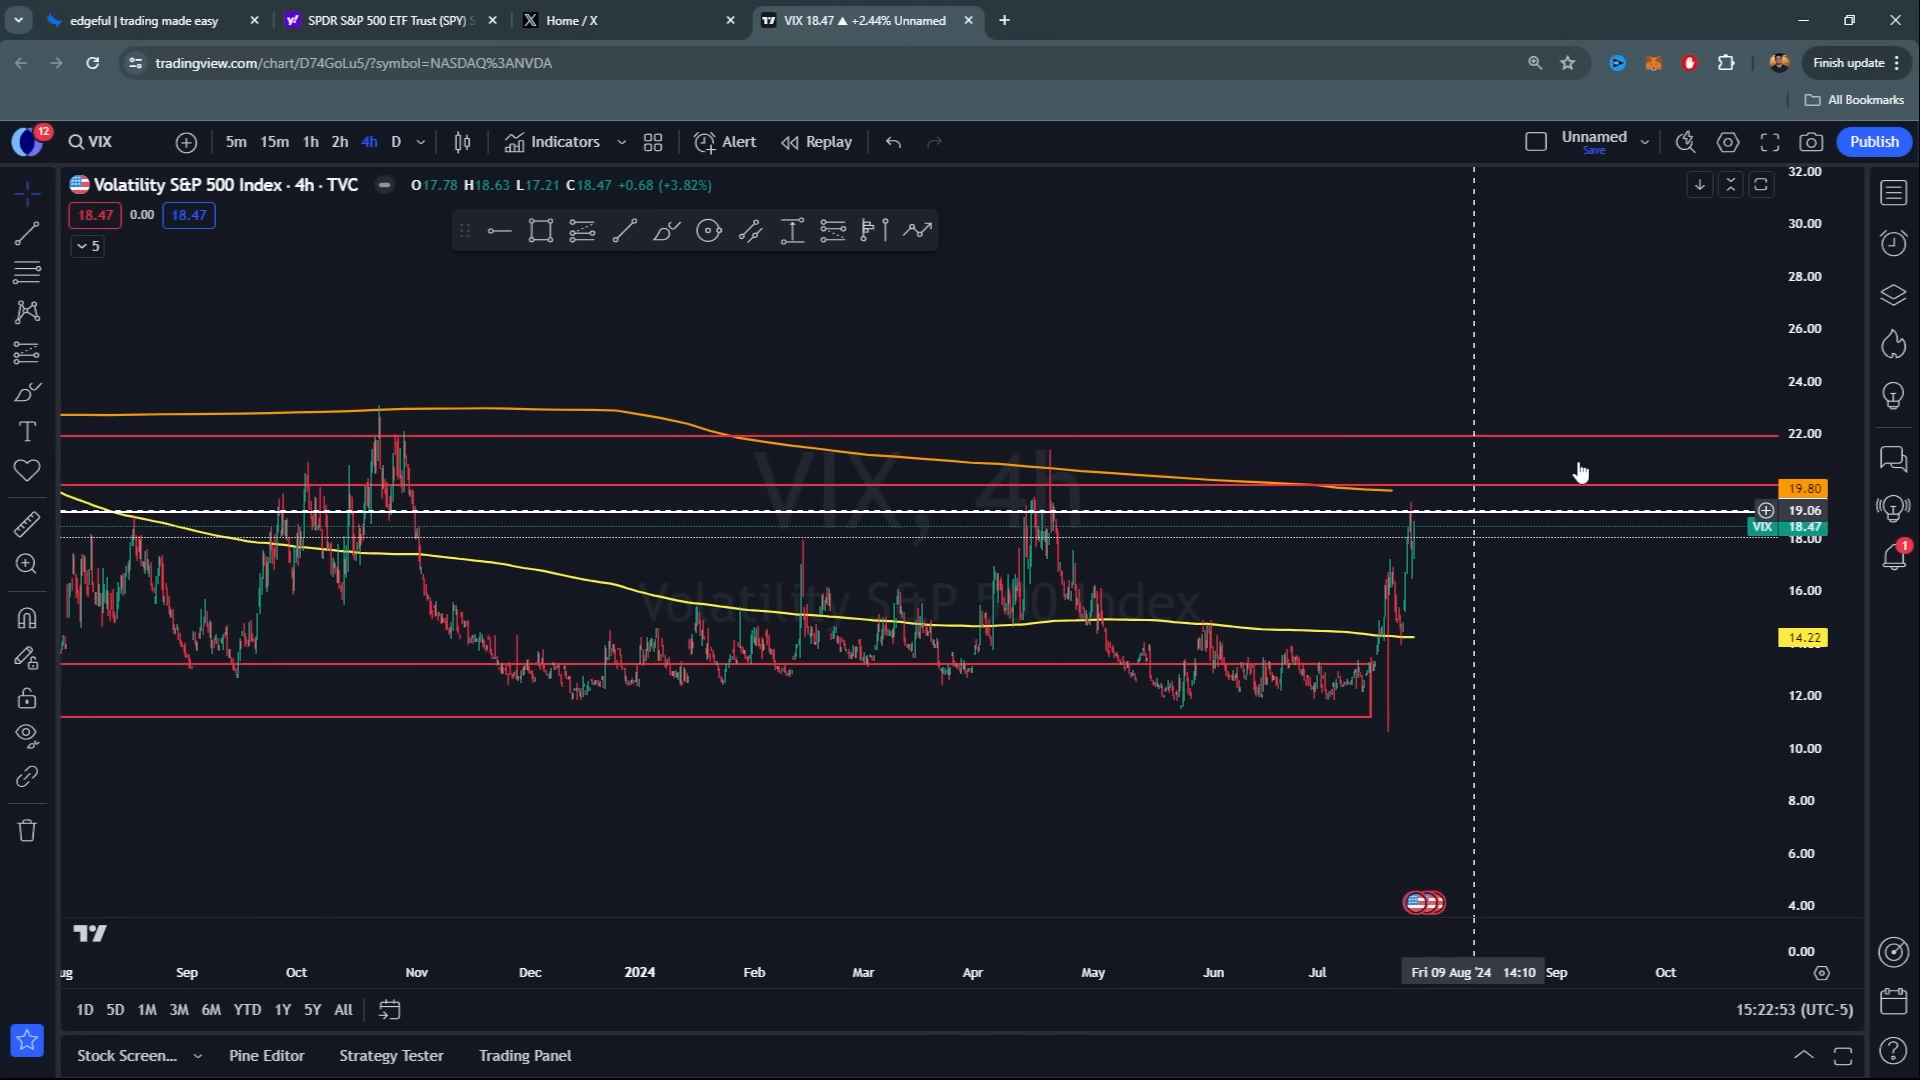 edgeful | trading made easy
SPDR S&P 500 ETF Trust (SPY) S
Home / X
VIX 18.47 ▲ +2.44% Unnamed
tradingview.com/chart/D74GoLu5/?symbol=NASDAQ%3ANVDA
Finish update
All Bookmarks
12
VIX
5m 15m 1h 2h 4h D
Indicators
Alert
Replay
Unnamed
Save
Publish
Volatility S&P 500 Index · 4h · TVC
O17.78 H18.63 L17.21 C18.47 +0.68 (+3.82%)
18.47 0.00 18.47
5
VIX, 4h
Volatility S&P 500 Index
32.00
30.00
28.00
26.00
24.00
22.00
19.80
19.06
VIX 18.47
18.00
16.00
14.22
12.00
10.00
8.00
6.00
4.00
0.00
1
ug Sep Oct Nov Dec 2024 Feb Mar Apr May Jun Jul Fri 09 Aug '24 14:10 Sep Oct
1D 5D 1M 3M 6M YTD 1Y 5Y All
15:22:53 (UTC-5)
Stock Screen... Pine Editor Strategy Tester Trading Panel